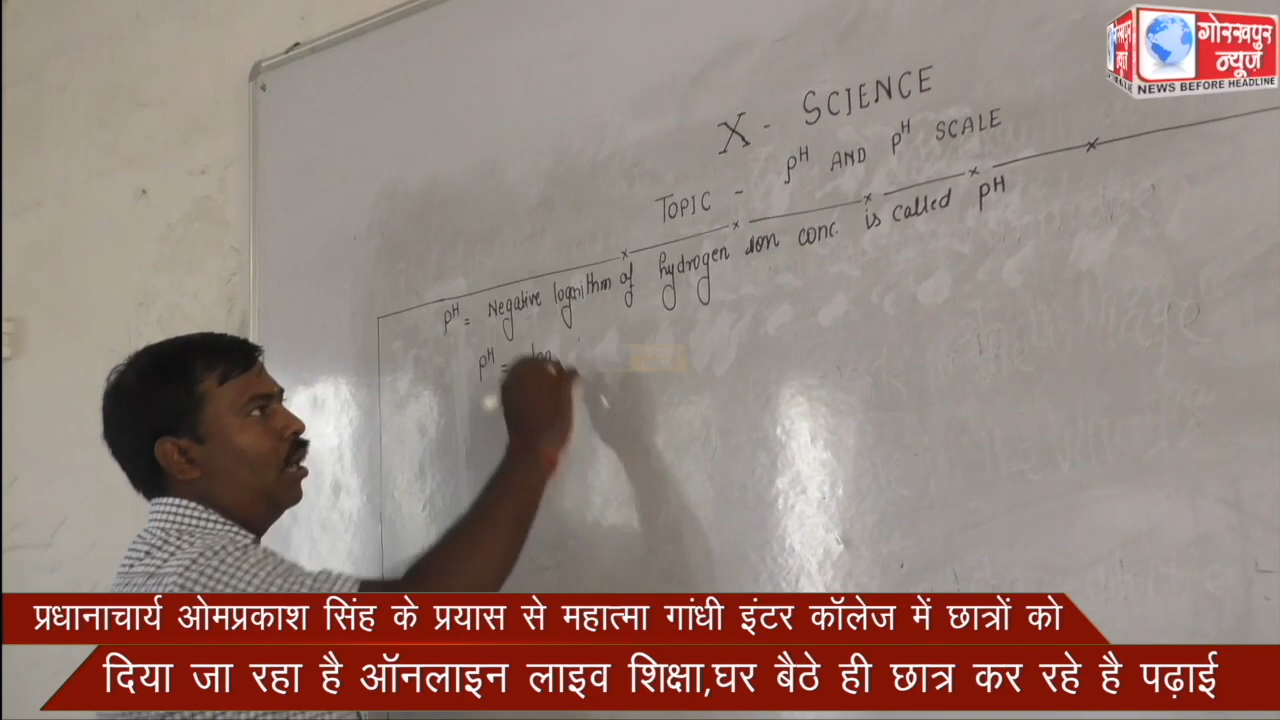 गोरखपुर
न्यूज़
NEWS BEFORE HEADLINE
X - SCIENCE
TOPIC - pH AND pH SCALE
pH = Negative logarithm of hydrogen ion conc. is called pH
pH = - log
प्रधानाचार्य ओमप्रकाश सिंह के प्रयास से महात्मा गांधी इंटर कॉलेज में छात्रों को
दिया जा रहा है ऑनलाइन लाइव शिक्षा,घर बैठे ही छात्र कर रहे है पढ़ाई